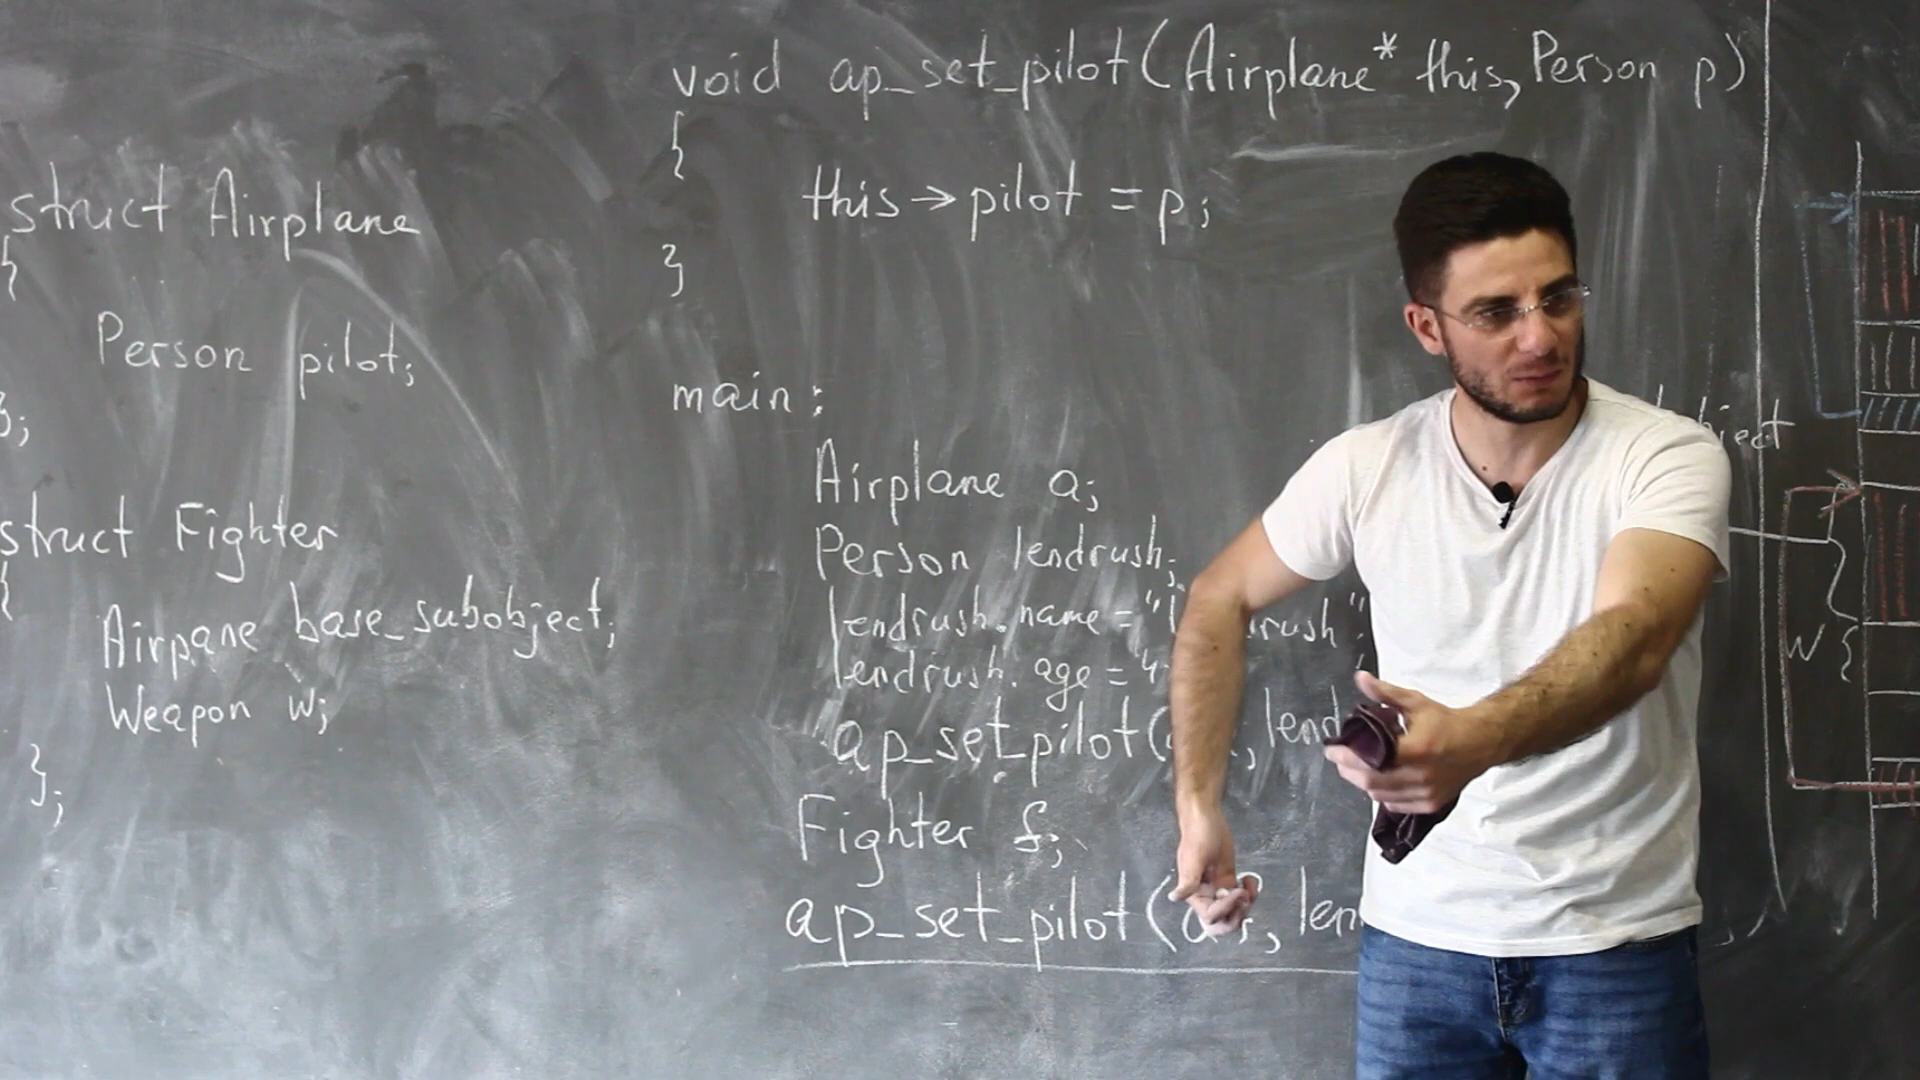 struct Airplane
{
Person pilot;
};
struct Fighter
{
Airpane base_subobject;
Weapon w;
};
void ap_set_pilot(Airplane* this, Person p)
{
this→pilot = p;
}
main:
Airplane a;
Person lendrush;
lendrush.name = "
lendrush.age = 4
ap_set_pilot(
Fighter f;
ap_set_pilot(
W